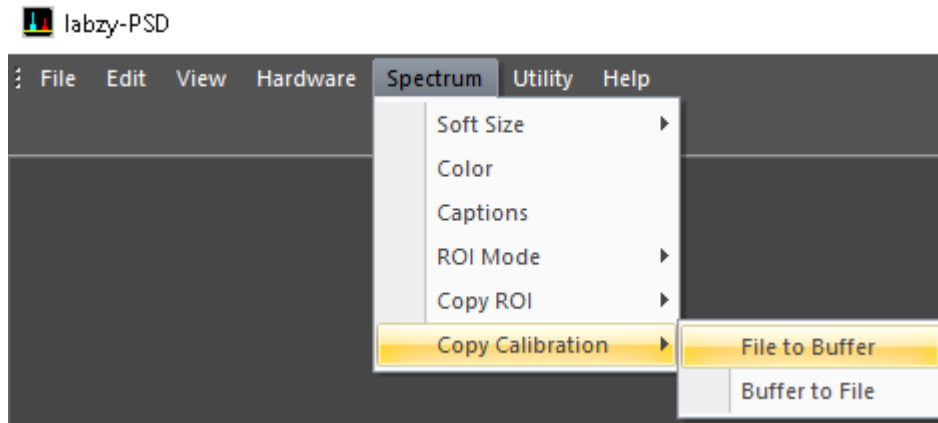 labzy-PSD
File Edit View Hardware Spectrum Utility Help
Soft Size
Color
Captions
ROI Mode
Copy ROI
Copy Calibration
File to Buffer
Buffer to File